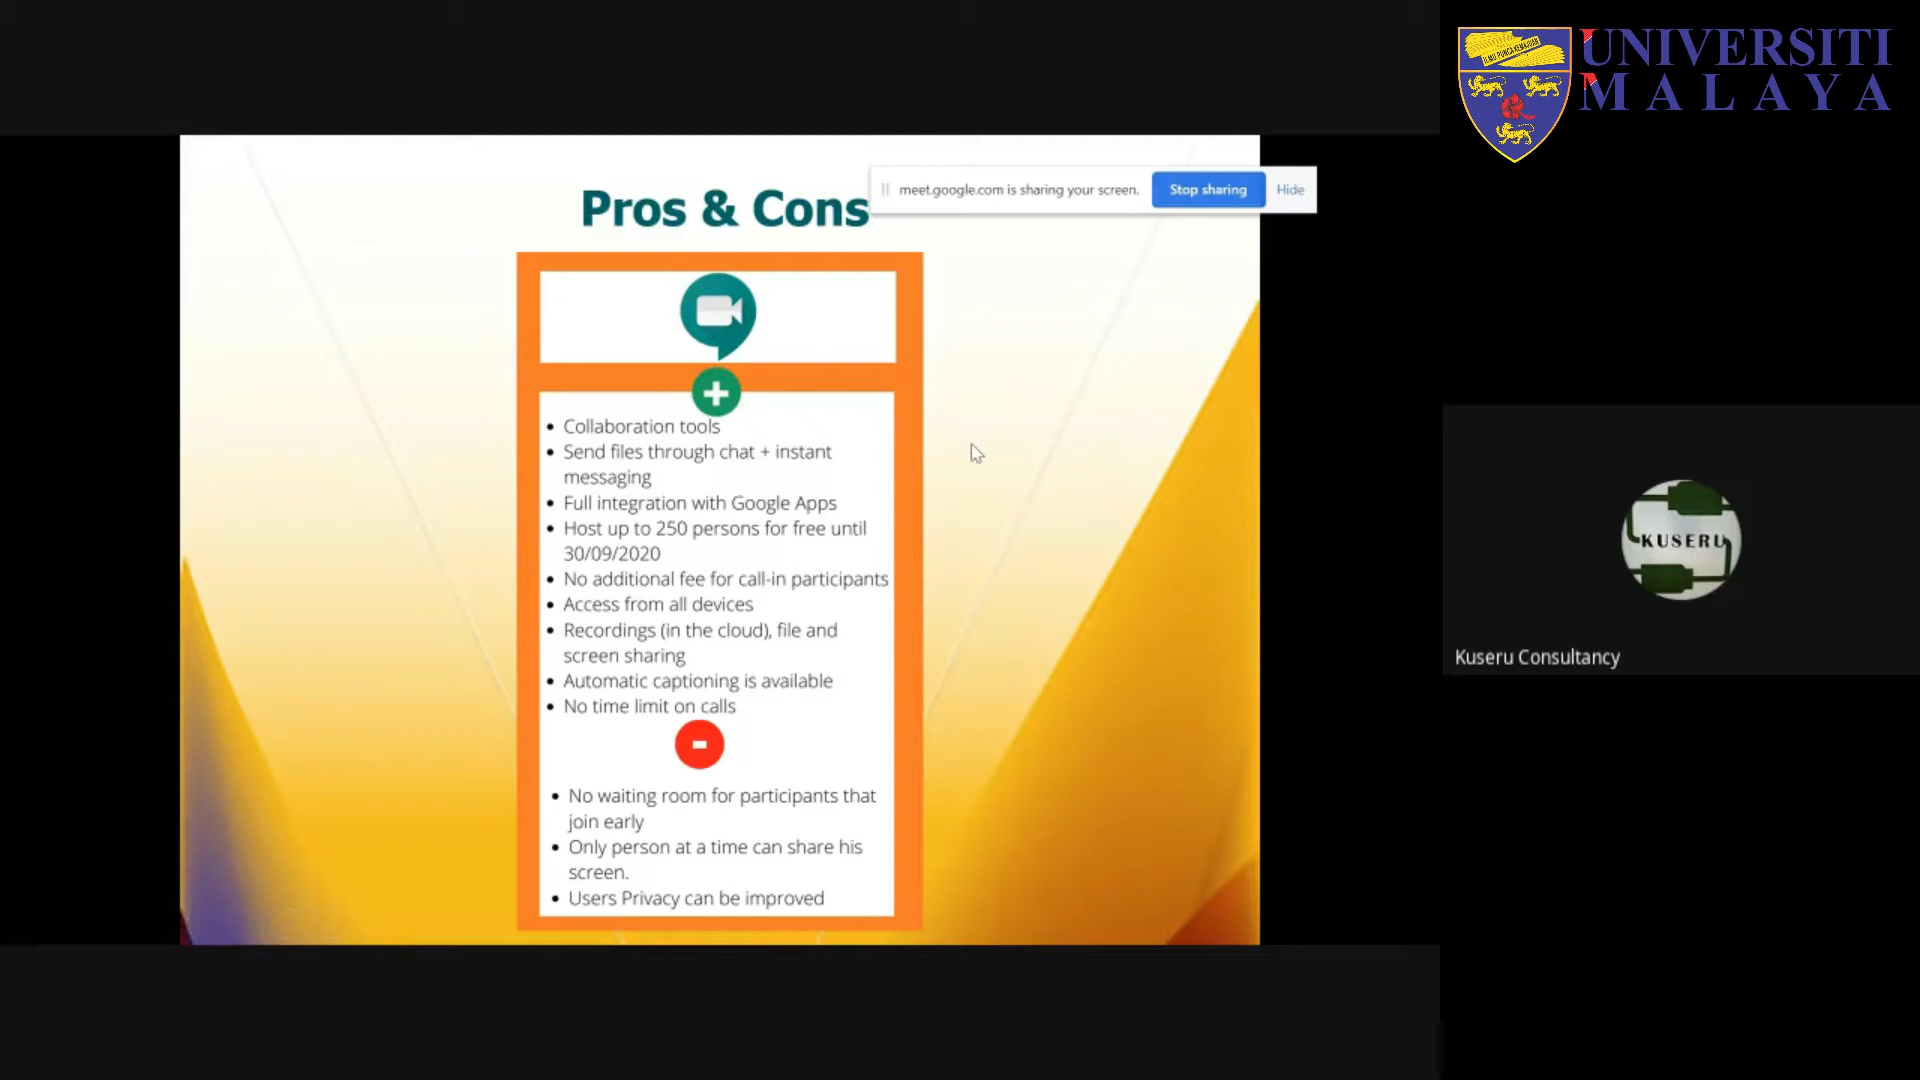 UNIVERSITI
MALAYA
ILMU PUNCA KEMAJUAN
meet.google.com is sharing your screen.
Stop sharing
Hide
Pros & Cons
+
• Collaboration tools
• Send files through chat + instant
messaging
• Full integration with Google Apps
• Host up to 250 persons for free until
30/09/2020
• No additional fee for call-in participants
• Access from all devices
• Recordings (in the cloud), file and
screen sharing
• Automatic captioning is available
• No time limit on calls
-
• No waiting room for participants that
join early
• Only person at a time can share his
screen.
• Users Privacy can be improved
KUSERU
Kuseru Consultancy